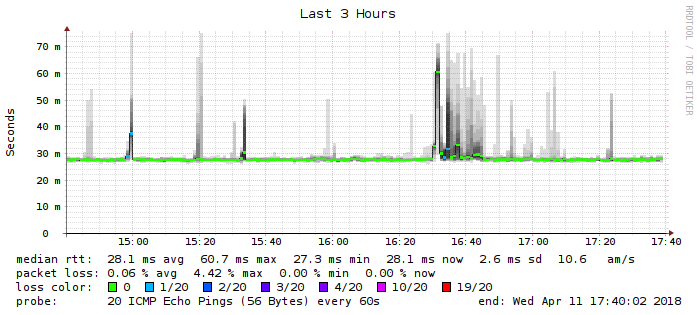 Last 3 Hours
RRDTOOL / TOBI OETIKER
Seconds
70 m
60 m
50 m
40 m
30 m
20 m
10 m
0
15:00 15:20 15:40 16:00 16:20 16:40 17:00 17:20 17:40
median rtt: 28.1 ms avg 60.7 ms max 27.3 ms min 28.1 ms now 2.6 ms sd 10.6 am/s
packet loss: 0.06 % avg 4.42 % max 0.00 % min 0.00 % now
loss color: 0 1/20 2/20 3/20 4/20 10/20 19/20
probe: 20 ICMP Echo Pings (56 Bytes) every 60s end: Wed Apr 11 17:40:02 2018